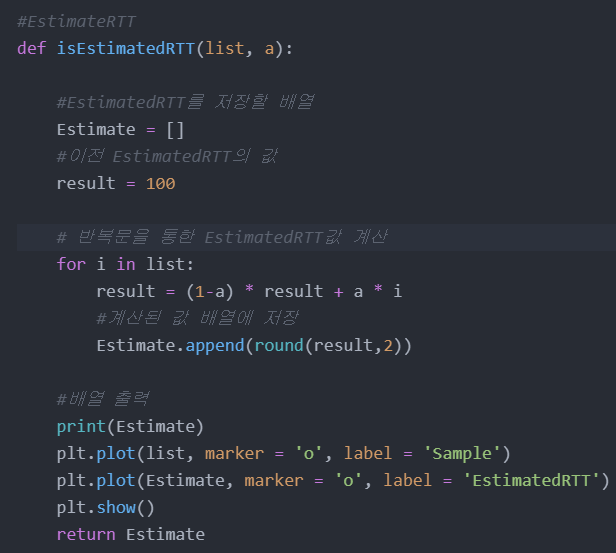 #EstimateRTT
def isEstimatedRTT(list, a):
#EstimatedRTT를 저장할 배열
Estimate = []
#이전 EstimatedRTT의 값
result = 100
# 반복문을 통한 EstimatedRTT값 계산
for i in list:
result = (1-a) * result + a * i
#계산된 값 배열에 저장
Estimate.append(round(result,2))
#배열 출력
print(Estimate)
plt.plot(list, marker = 'o', label = 'Sample')
plt.plot(Estimate, marker = 'o', label = 'EstimatedRTT')
plt.show()
return Estimate